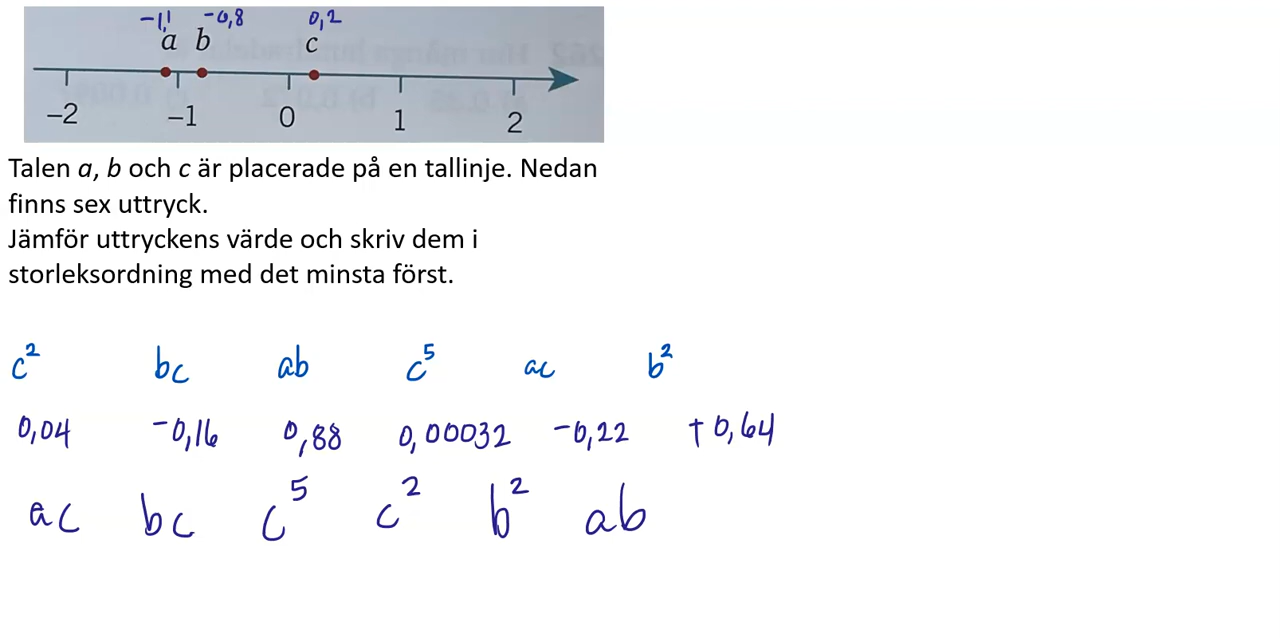 −1,1 −0,8 0,2
a b c
−2 −1 0 1 2
Talen a, b och c är placerade på en tallinje. Nedan
finns sex uttryck.
Jämför uttryckens värde och skriv dem i
storleksordning med det minsta först.
c² bc ab c⁵ ac b²
0,04 −0,16 0,88 0,00032 −0,22 +0,64
ac bc c⁵ c² b² ab